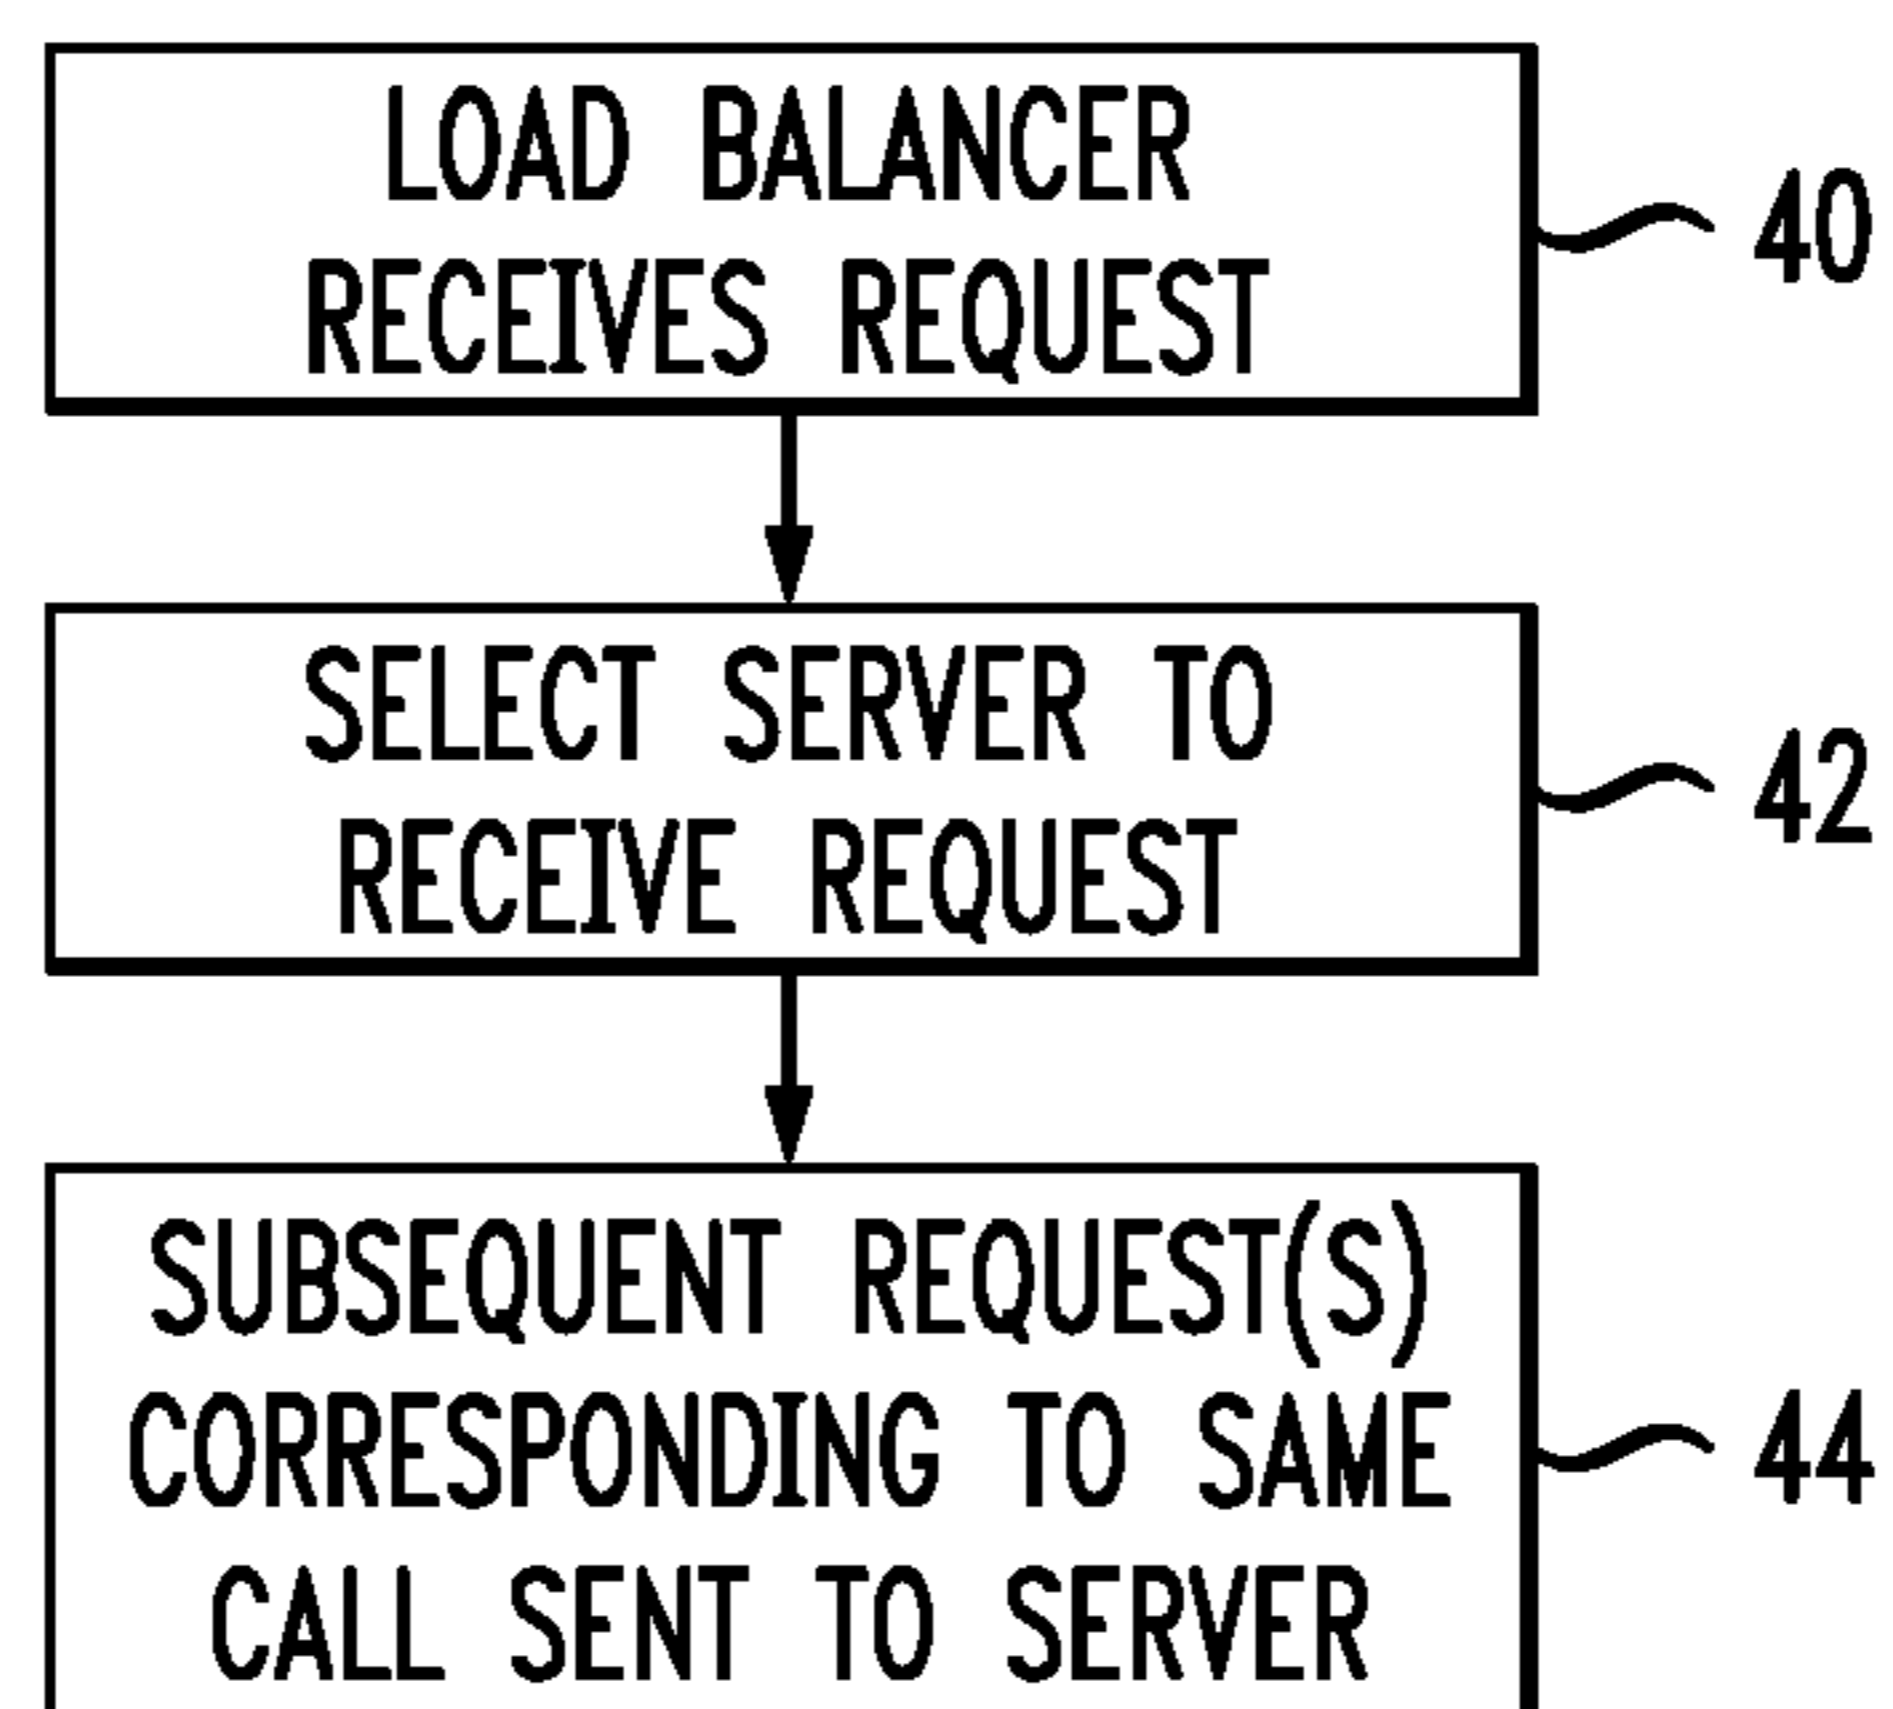 LOAD BALANCER
RECEIVES REQUEST
40
SELECT SERVER TO
RECEIVE REQUEST
42
SUBSEQUENT REQUEST(S)
CORRESPONDING TO SAME
CALL SENT TO SERVER
44